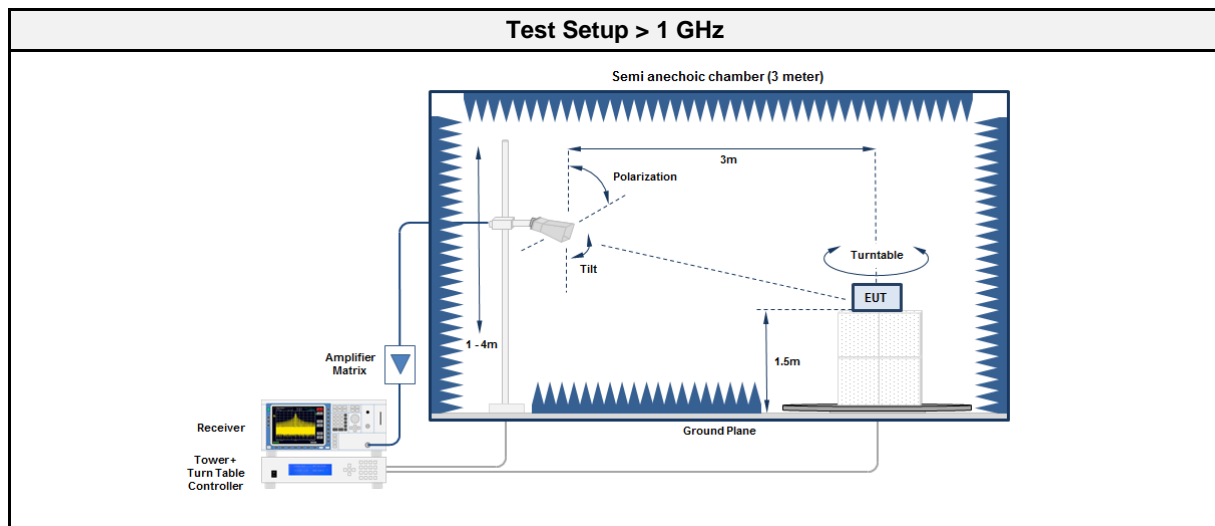 Test Setup > 1 GHz
Semi anechoic chamber (3 meter)
3m
Polarization
Turntable
Tilt
EUT
1 - 4m
1.5m
Amplifier
Matrix
Receiver
Ground Plane
Tower+
Turn Table
Controller